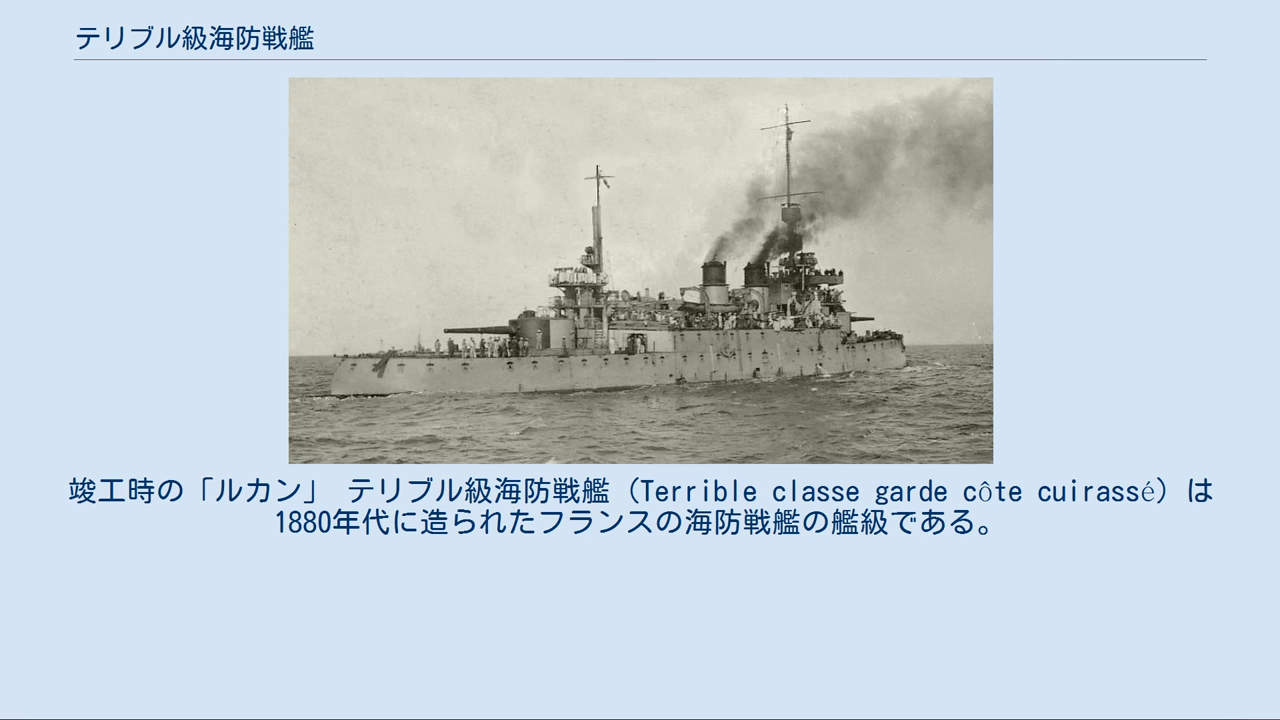 テリブル級海防戦艦
竣工時の「ルカン」 テリブル級海防戦艦（Terrible classe garde côte cuirassé）は
1880年代に造られたフランスの海防戦艦の艦級である。